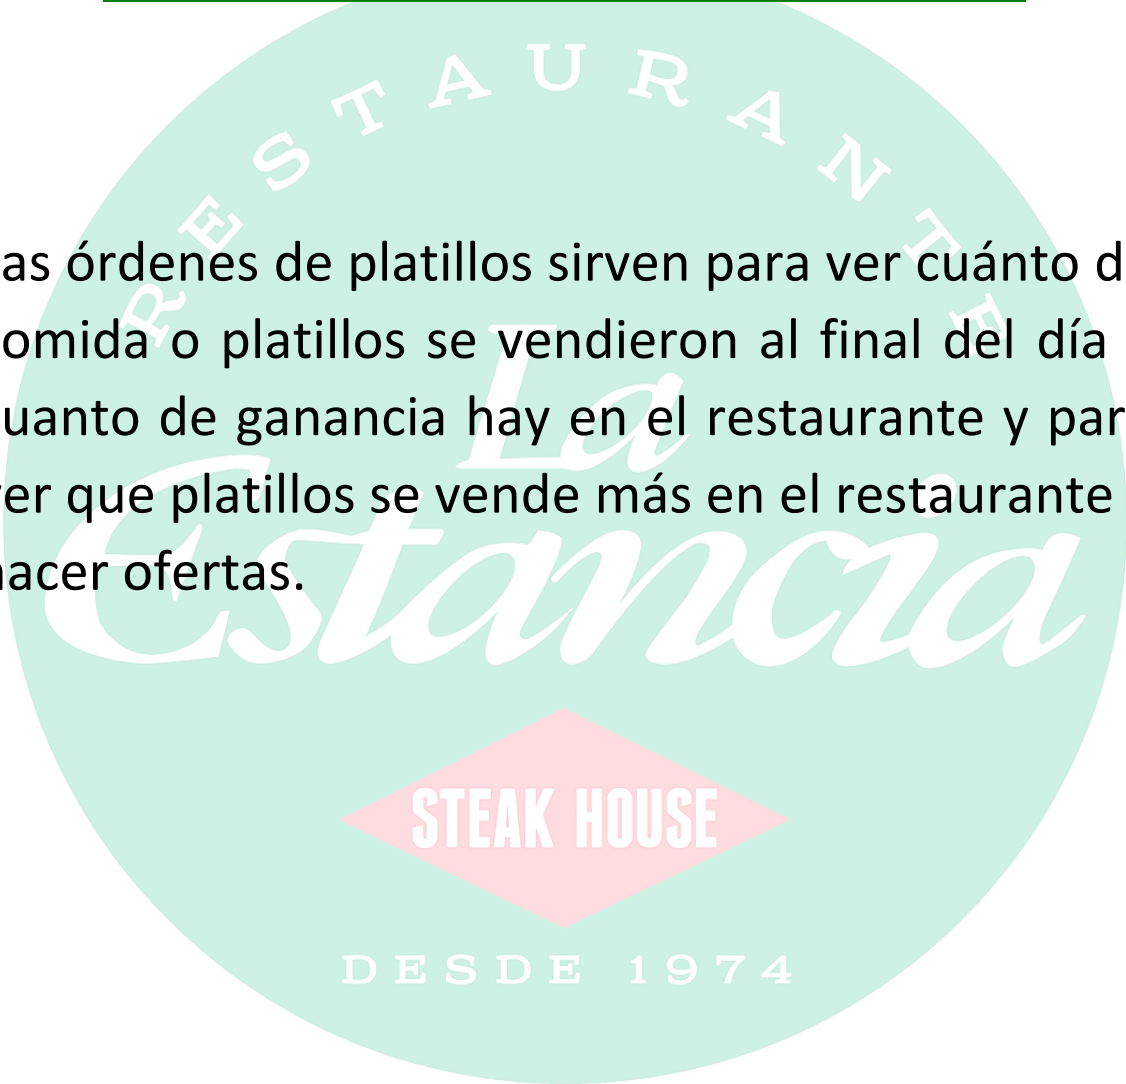 RESTAURANTE
as órdenes de platillos sirven para ver cuánto d
omida o platillos se vendieron al final del día
uanto de ganancia hay en el restaurante y par
ver que platillos se vende más en el restaurante
hacer ofertas.
La
Estancia
STEAK HOUSE
DESDE 1974